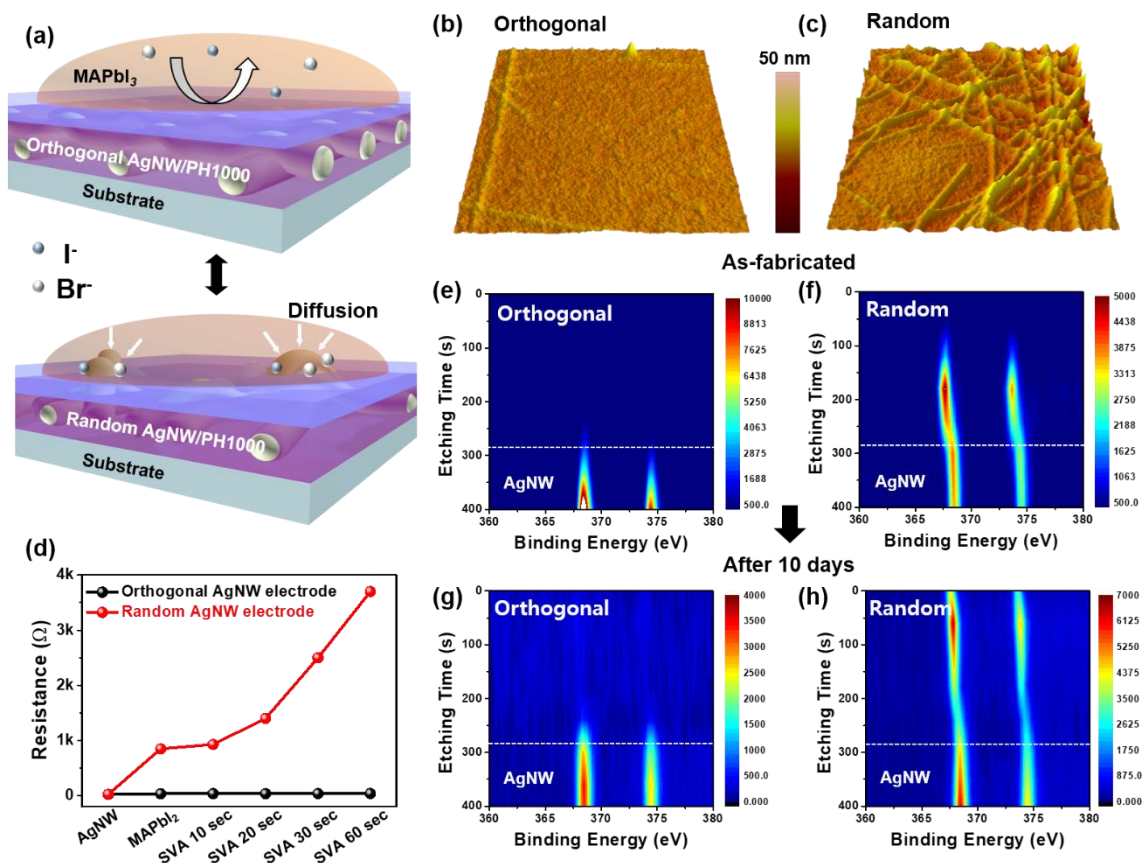 (a)
MAPbI3
Orthogonal AgNW/PH1000
Substrate
I-
Br-
Diffusion
Random AgNW/PH1000
Substrate
(b)
Orthogonal
50 nm
(c)
Random
As-fabricated
(e)
Orthogonal
AgNW
Etching Time (s)
0
100
200
300
400
360
365
370
375
380
Binding Energy (eV)
10000
8813
7625
6438
5250
4063
2875
1688
500.0
(f)
Random
AgNW
Etching Time (s)
0
100
200
300
400
360
365
370
375
380
Binding Energy (eV)
5000
4438
3875
3313
2750
2188
1625
1063
500.0
After 10 days
(d)
Orthogonal AgNW electrode
Random AgNW electrode
Resistance (Ω)
4k
3k
2k
1k
0
AgNW
MAPbI2
SVA 10 sec
SVA 20 sec
SVA 30 sec
SVA 60 sec
(g)
Orthogonal
AgNW
Etching Time (s)
0
100
200
300
400
360
365
370
375
380
Binding Energy (eV)
4000
3500
3000
2500
2000
1500
1000
500.0
0.000
(h)
Random
AgNW
Etching Time (s)
0
100
200
300
400
360
365
370
375
380
Binding Energy (eV)
7000
6125
5250
4375
3500
2625
1750
875.0
0.000